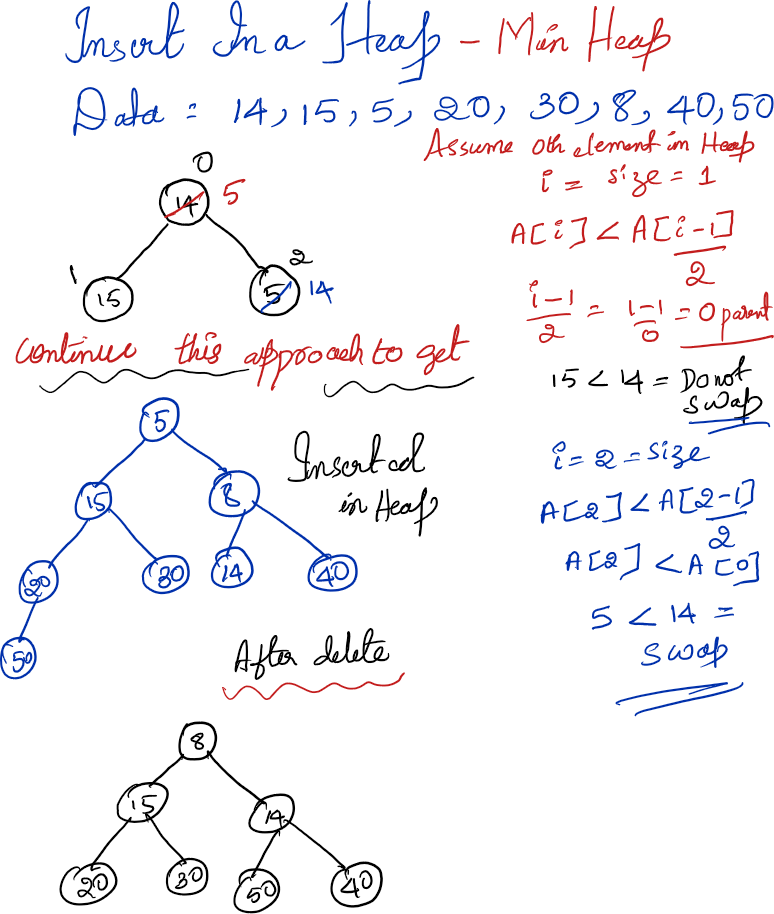 Insert In a Heap - Min Heap
Data = 14, 15, 5, 20, 30, 8, 40, 50
Assume 0th element in Heap
i = size = 1
A[i] < A[i-1]
2
i-1 = 1-1 = 0 parent
2 0
15 < 14 = Do not
swap
i = 2 = size
A[2] < A[2-1]
2
A[2] < A[0]
5 < 14 =
swap
0
14 5
1 2
15 5 14
continue this approach to get
5
15 8
20 30 14 40
50
Inserted
in Heap
After delete
8
15 14
20 30 50 40